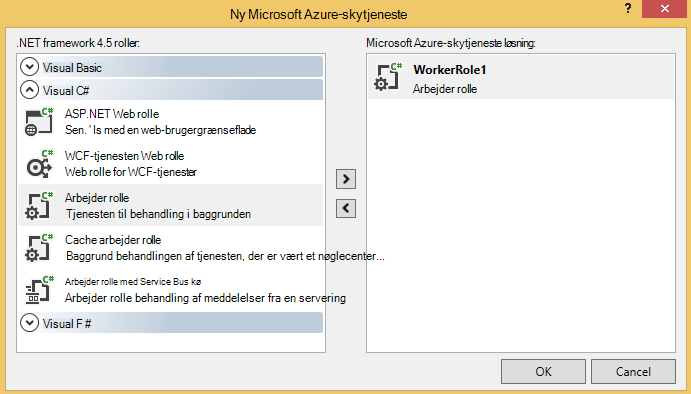 Ny Microsoft Azure-skytjeneste
?
.NET framework 4.5 roller:
Visual Basic
Visual C#
C#
ASP.NET Web rolle
Sen. ' ls med en web-brugergrænseflade
C#
WCF-tjenesten Web rolle
Web rolle for WCF-tjenester
C#
Arbejder rolle
Tjenesten til behandling i baggrunden
C#
Cache arbejder rolle
Baggrund behandlingen af tjenesten, der er vært et nøglecenter...
C#
Arbejder rolle med Service Bus kø
Arbejder rolle behandling af meddelelser fra en servering
Visual F #
Microsoft Azure-skytjeneste løsning:
C#
WorkerRole1
Arbejder rolle
OK
Cancel